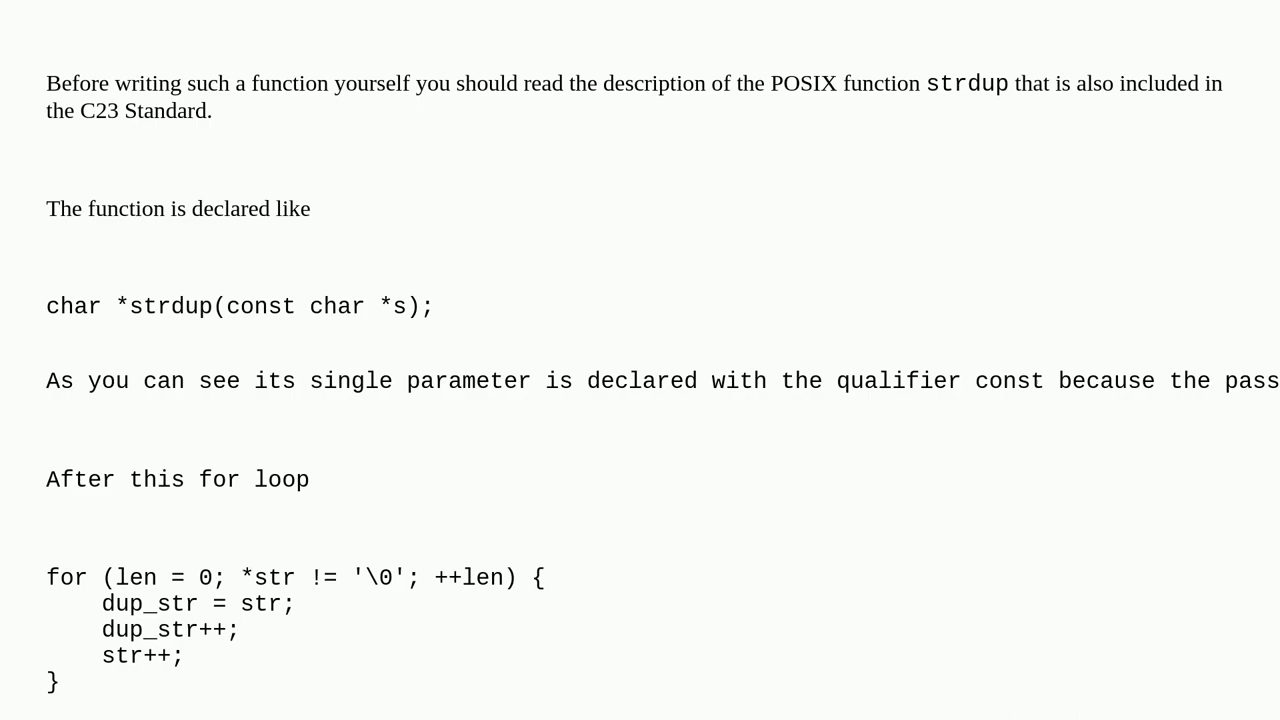 Before writing such a function yourself you should read the description of the POSIX function strdup that is also included in
the C23 Standard.
The function is declared like
char *strdup(const char *s);
As you can see its single parameter is declared with the qualifier const because the pass
After this for loop
for (len = 0; *str != '\0'; ++len) {
    dup_str = str;
    dup_str++;
    str++;
}